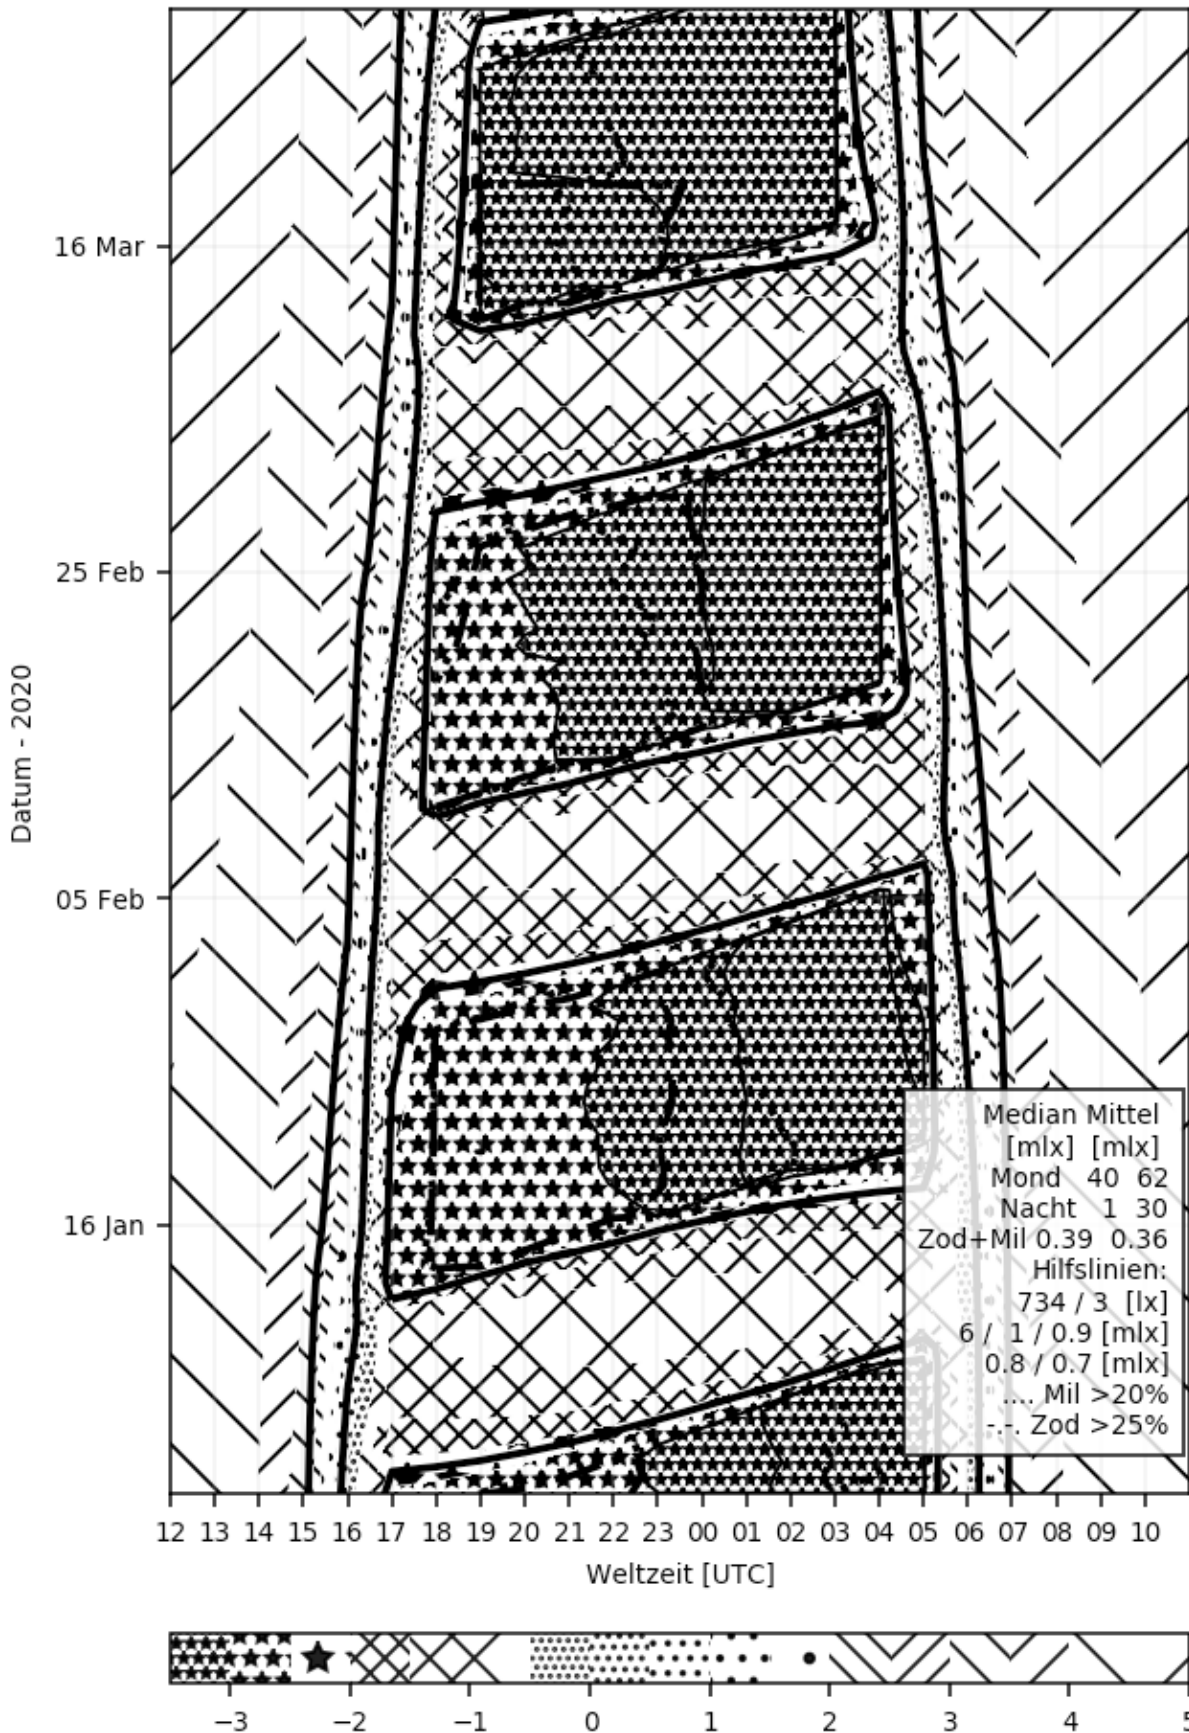 16 Mar
25 Feb
05 Feb
16 Jan
Datum - 2020
Median Mittel
[mlx] [mlx]
Mond 40 62
Nacht 1 30
Zod+Mil 0.39 0.36
Hilfslinien:
734 / 3 [lx]
6 / 1 / 0.9 [mlx]
0.8 / 0.7 [mlx]
.... Mil >20%
-.-. Zod >25%
12 13 14 15 16 17 18 19 20 21 22 23 00 01 02 03 04 05 06 07 08 09 10
Weltzeit [UTC]
−3 −2 −1 0 1 2 3 4 5